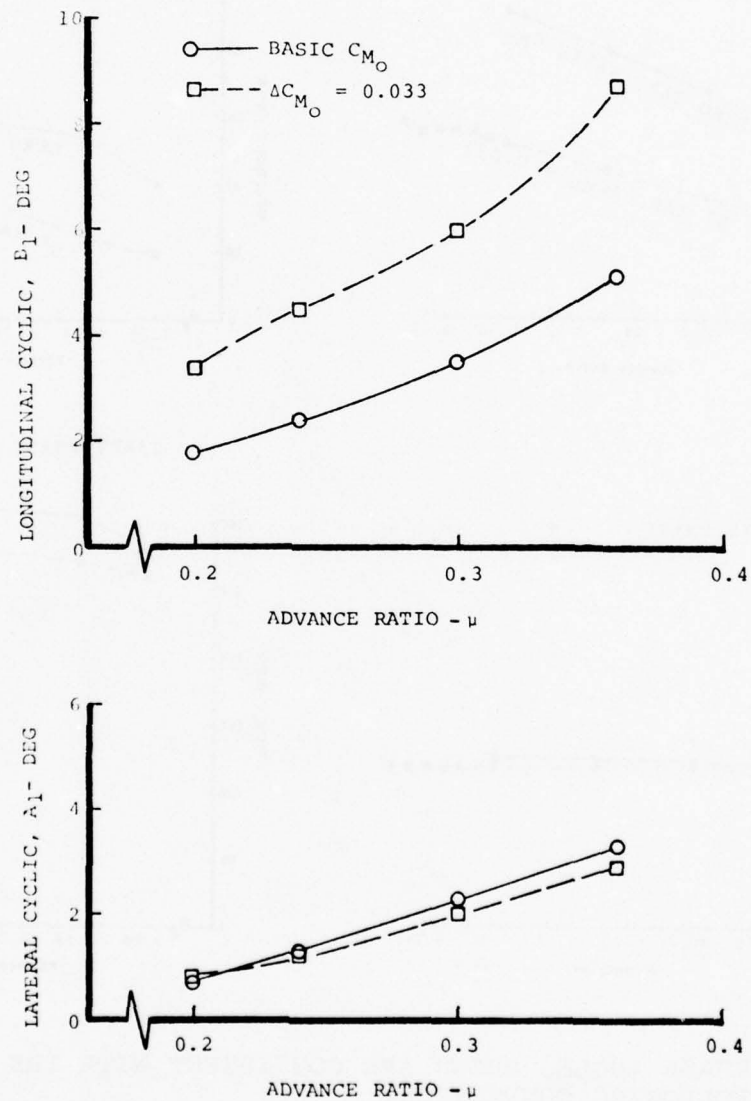 10
BASIC C_{M_O}
ΔC_{M_O} = 0.033
8
6
4
2
0
LONGITUDINAL CYCLIC, B_1- DEG
0.2
0.3
0.4
ADVANCE RATIO - μ
6
4
2
0
LATERAL CYCLIC, A_1- DEG
0.2
0.3
0.4
ADVANCE RATIO - μ